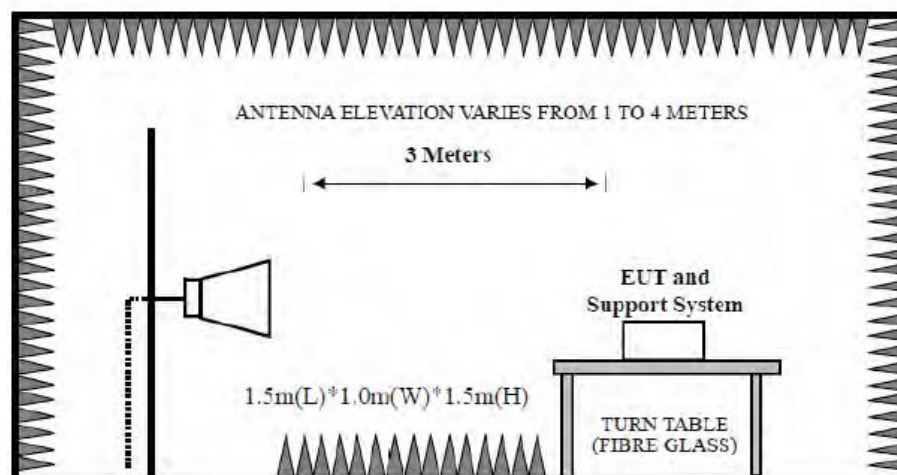 ANTENNA ELEVATION VARIES FROM 1 TO 4 METERS
3 Meters
EUT and
Support System
1.5m(L)*1.0m(W)*1.5m(H)
TURN TABLE
(FIBRE GLASS)